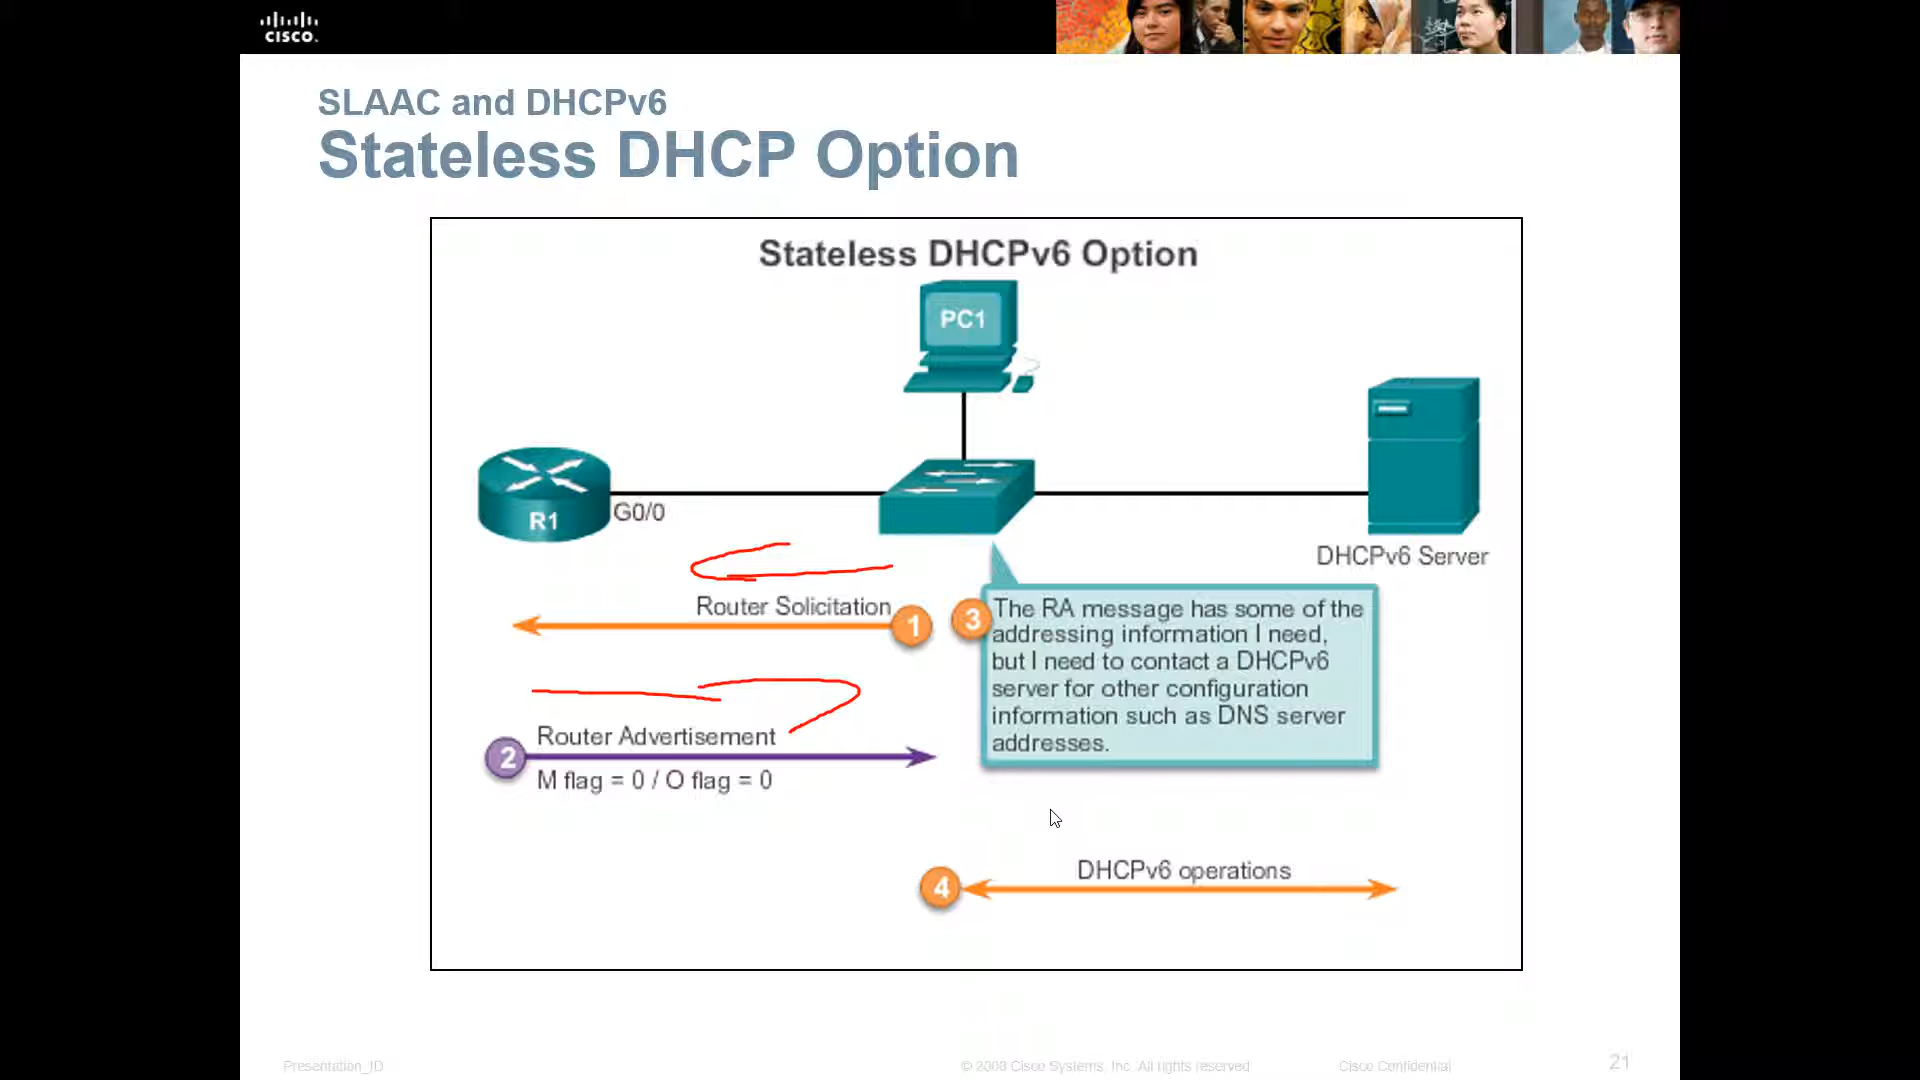 CISCO.
SLAAC and DHCPv6
Stateless DHCP Option
Stateless DHCPv6 Option
PC1
R1
G0/0
DHCPv6 Server
Router Solicitation
1
3
The RA message has some of the
addressing information I need,
but I need to contact a DHCPv6
server for other configuration
information such as DNS server
addresses.
Router Advertisement
2
M flag = 0 / O flag = 0
DHCPv6 operations
4
Presentation_ID
© 2008 Cisco Systems, Inc. All rights reserved.
Cisco Confidential
21